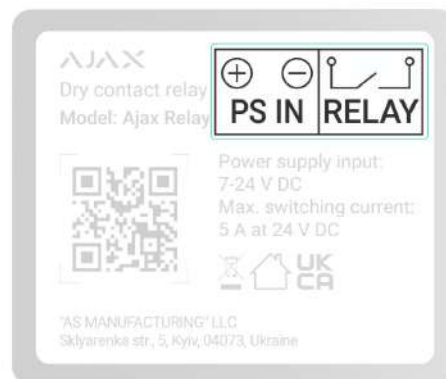 AJAX
Dry contact relay
Model: Ajax Relay
PS IN
RELAY
Power supply input:
7-24 V DC
Max. switching current:
5 A at 24 V DC
UK
CA
"AS MANUFACTURING" LLC
Sklyarenka str., 5, Kyiv, 04073, Ukraine